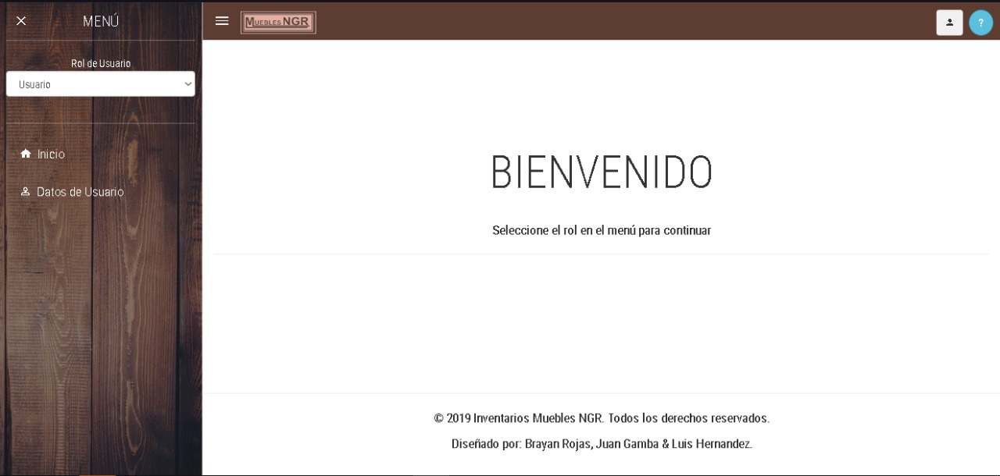 MENÚ
Rol de Usuario
Usuario
Inicio
Datos de Usuario
MUEBLES NGR
?
BIENVENIDO
Seleccione el rol en el menú para continuar
© 2019 Inventarios Muebles NGR. Todos los derechos reservados.
Diseñado por: Brayan Rojas, Juan Gamba & Luis Hernandez.